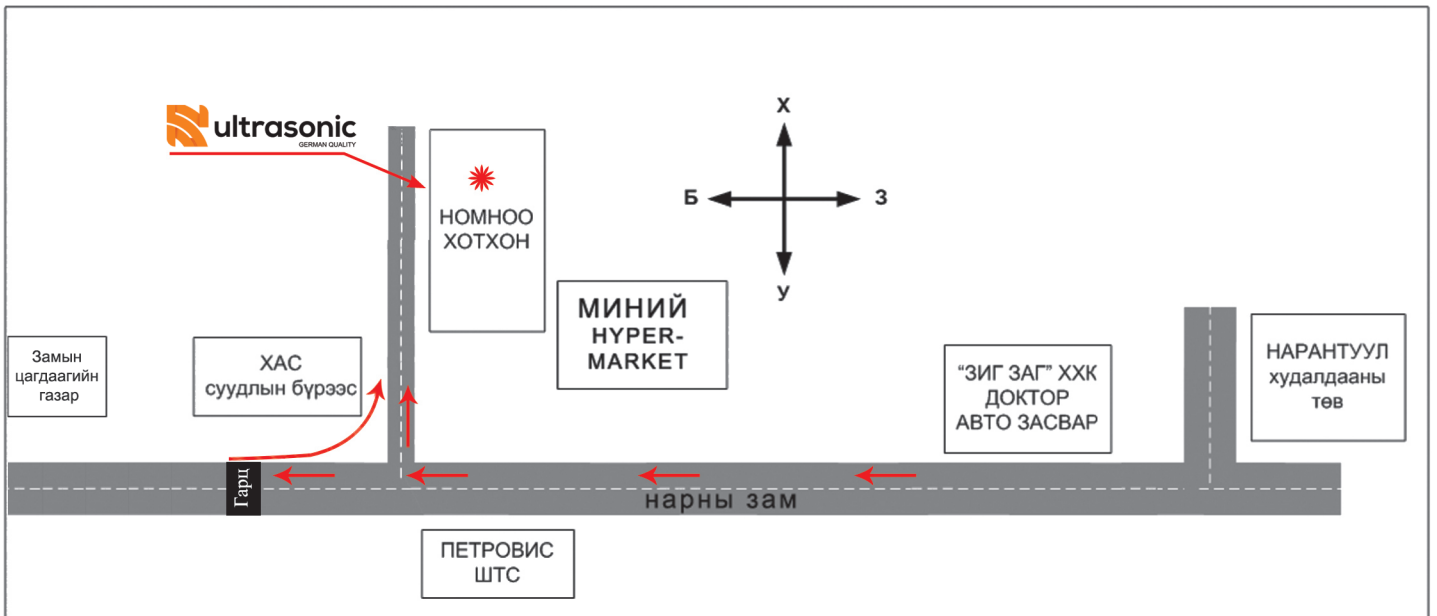 ultrasonic
GERMAN QUALITY
Х
Б
З
У
НОМНОО
ХОТХОН
МИНИЙ
HYPER-
MARKET
Замын
цагдаагийн
газар
ХАС
суудлын бүрээс
“ЗИГ ЗАГ” ХХК
ДОКТОР
АВТО ЗАСВАР
НАРАНТУУЛ
худалдааны
төв
Гарц
нарны зам
ПЕТРОВИС
ШТС